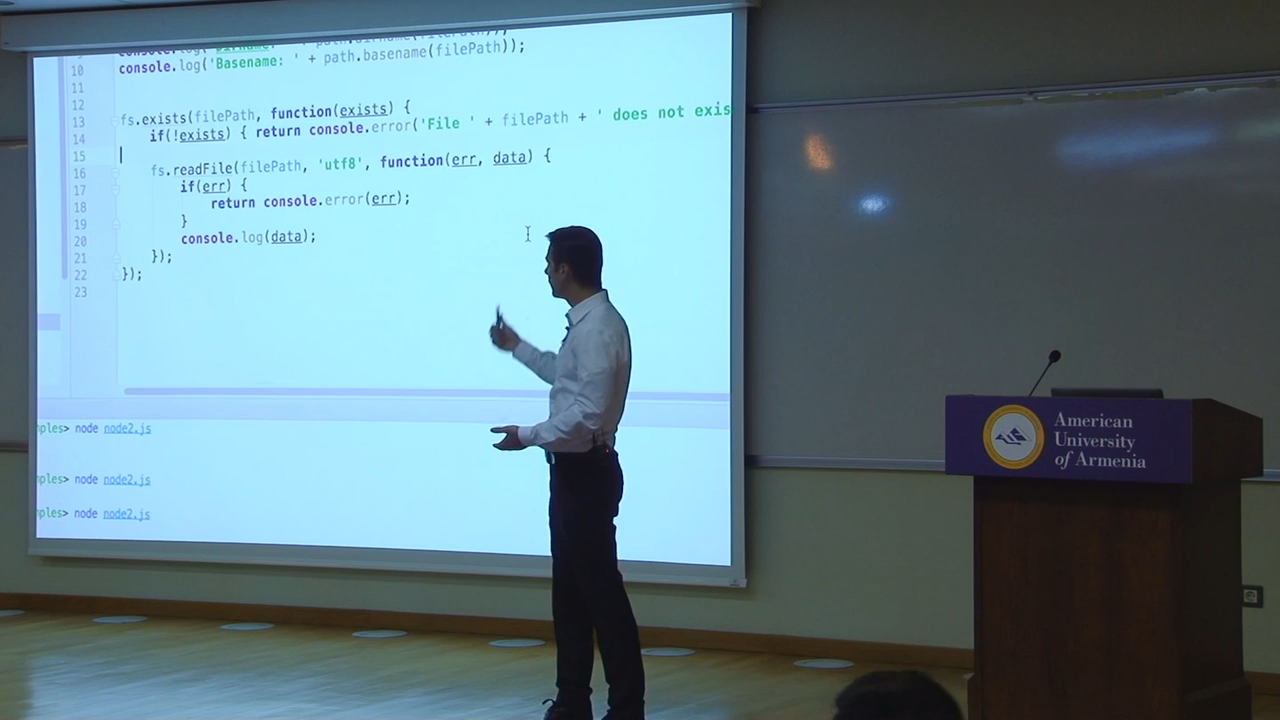 10 console.log('Basename: ' + path.basename(filePath));
11
12
13 fs.exists(filePath, function(exists) {
14 if(!exists) { return console.error('File ' + filePath + ' does not exis
15
16 fs.readFile(filePath, 'utf8', function(err, data) {
17 if(err) {
18 return console.error(err);
19 }
20 console.log(data);
21 });
22 });
23
mples> node node2.js
mples> node node2.js
mples> node node2.js
American
University
of Armenia